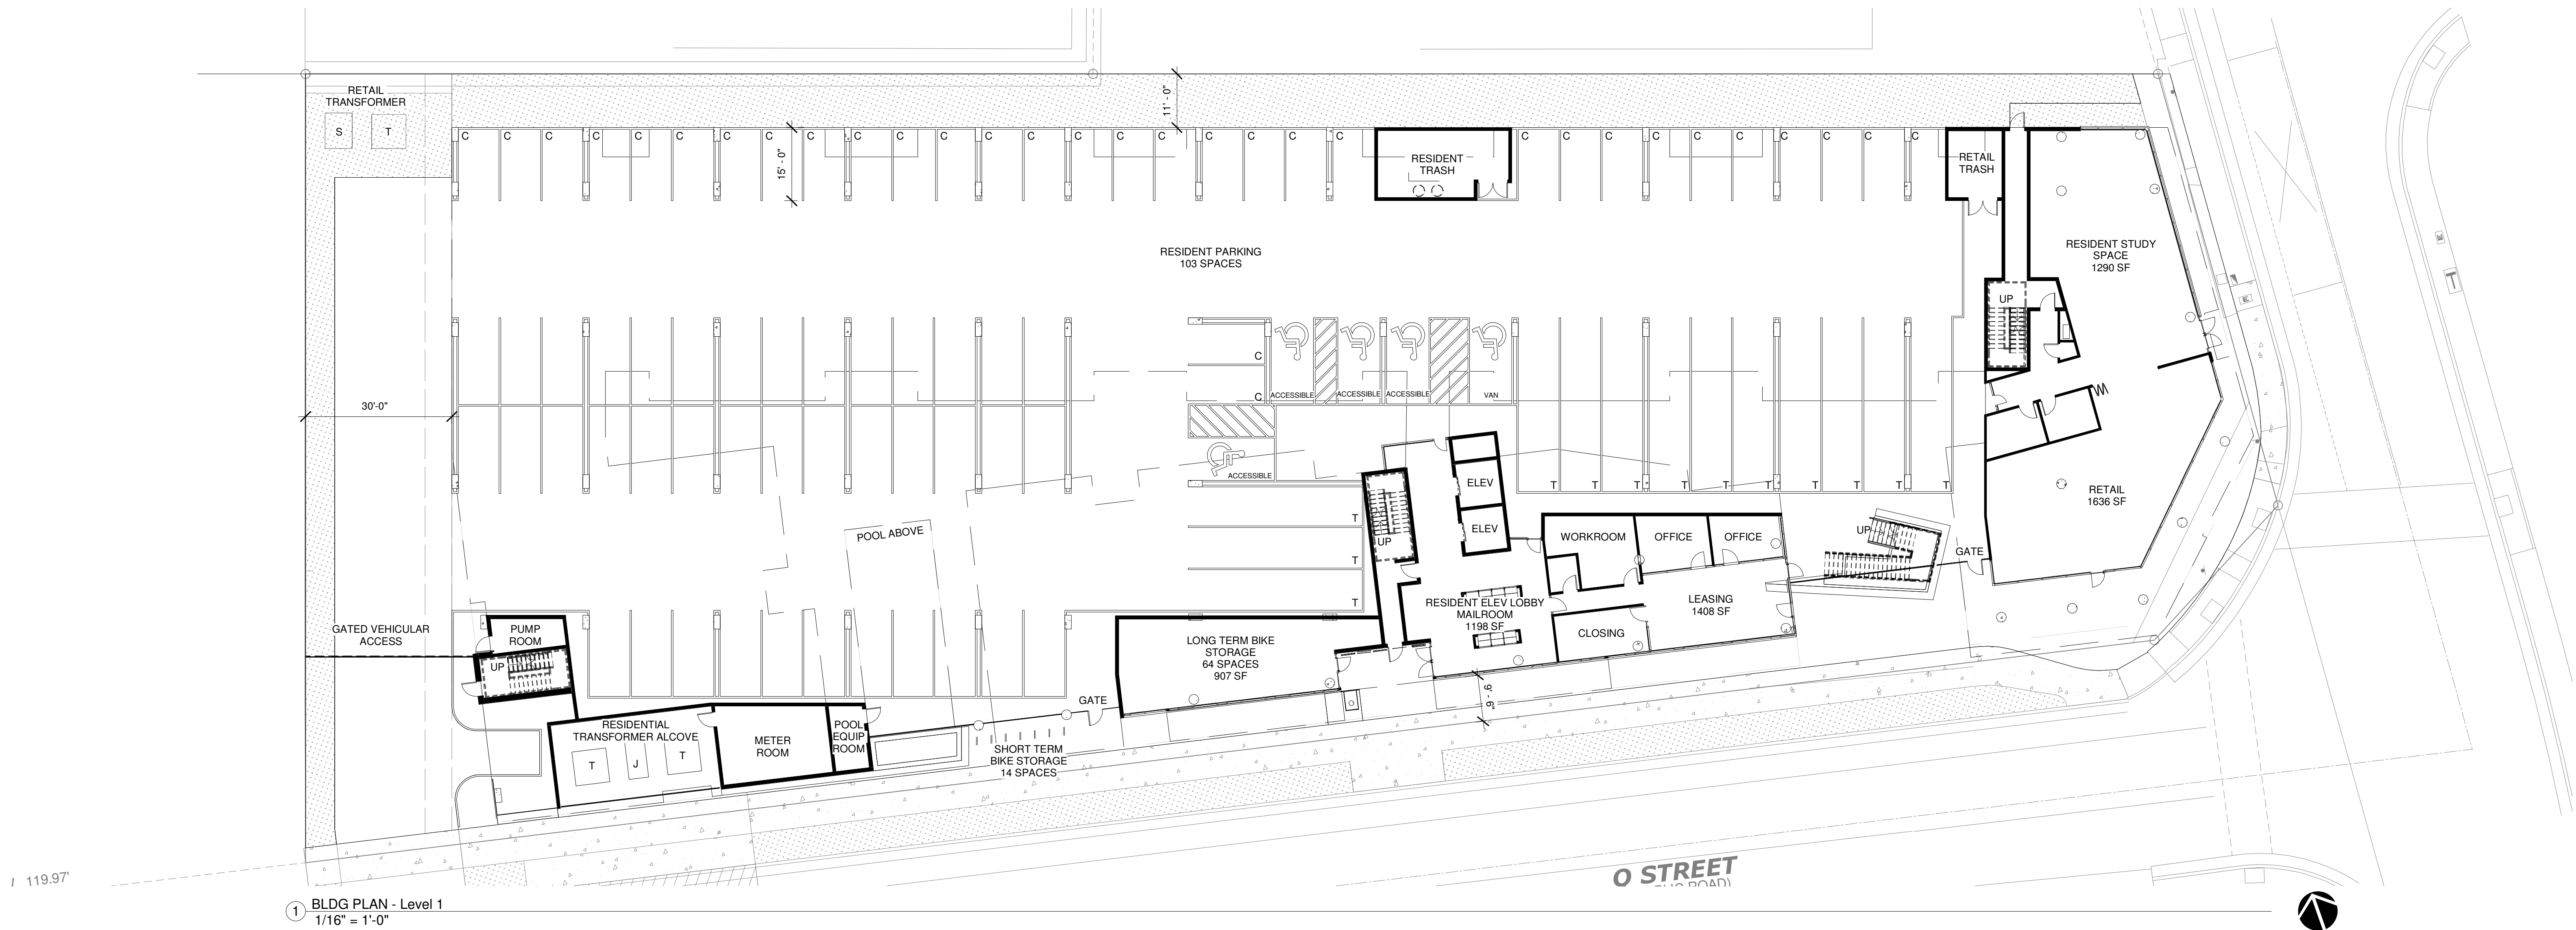 RETAIL
TRANSFORMER
S
T
11' - 0"
C C C C C C C C C C C C C C C C C C C C C
15' - 0"
RESIDENT
TRASH
C C C C C C C C C C
RETAIL
TRASH
RESIDENT PARKING
103 SPACES
RESIDENT STUDY
SPACE
1290 SF
UP
C
C
ACCESSIBLE
ACCESSIBLE
ACCESSIBLE
VAN
30'-0"
ACCESSIBLE
T T T T T T T T T T
ELEV
ELEV
RETAIL
1636 SF
T
T
T
UP
POOL ABOVE
WORKROOM
OFFICE
OFFICE
UP
GATE
RESIDENT ELEV LOBBY
MAILROOM
1198 SF
LEASING
1408 SF
CLOSING
GATED VEHICULAR
ACCESS
PUMP
ROOM
UP
LONG TERM BIKE
STORAGE
64 SPACES
907 SF
9' - 6"
GATE
RESIDENTIAL
TRANSFORMER ALCOVE
T
J
T
METER
ROOM
POOL
EQUIP
ROOM
SHORT TERM
BIKE STORAGE
14 SPACES
119.97'
O STREET
ROAD)
1
BLDG PLAN - Level 1
1/16" = 1'-0"